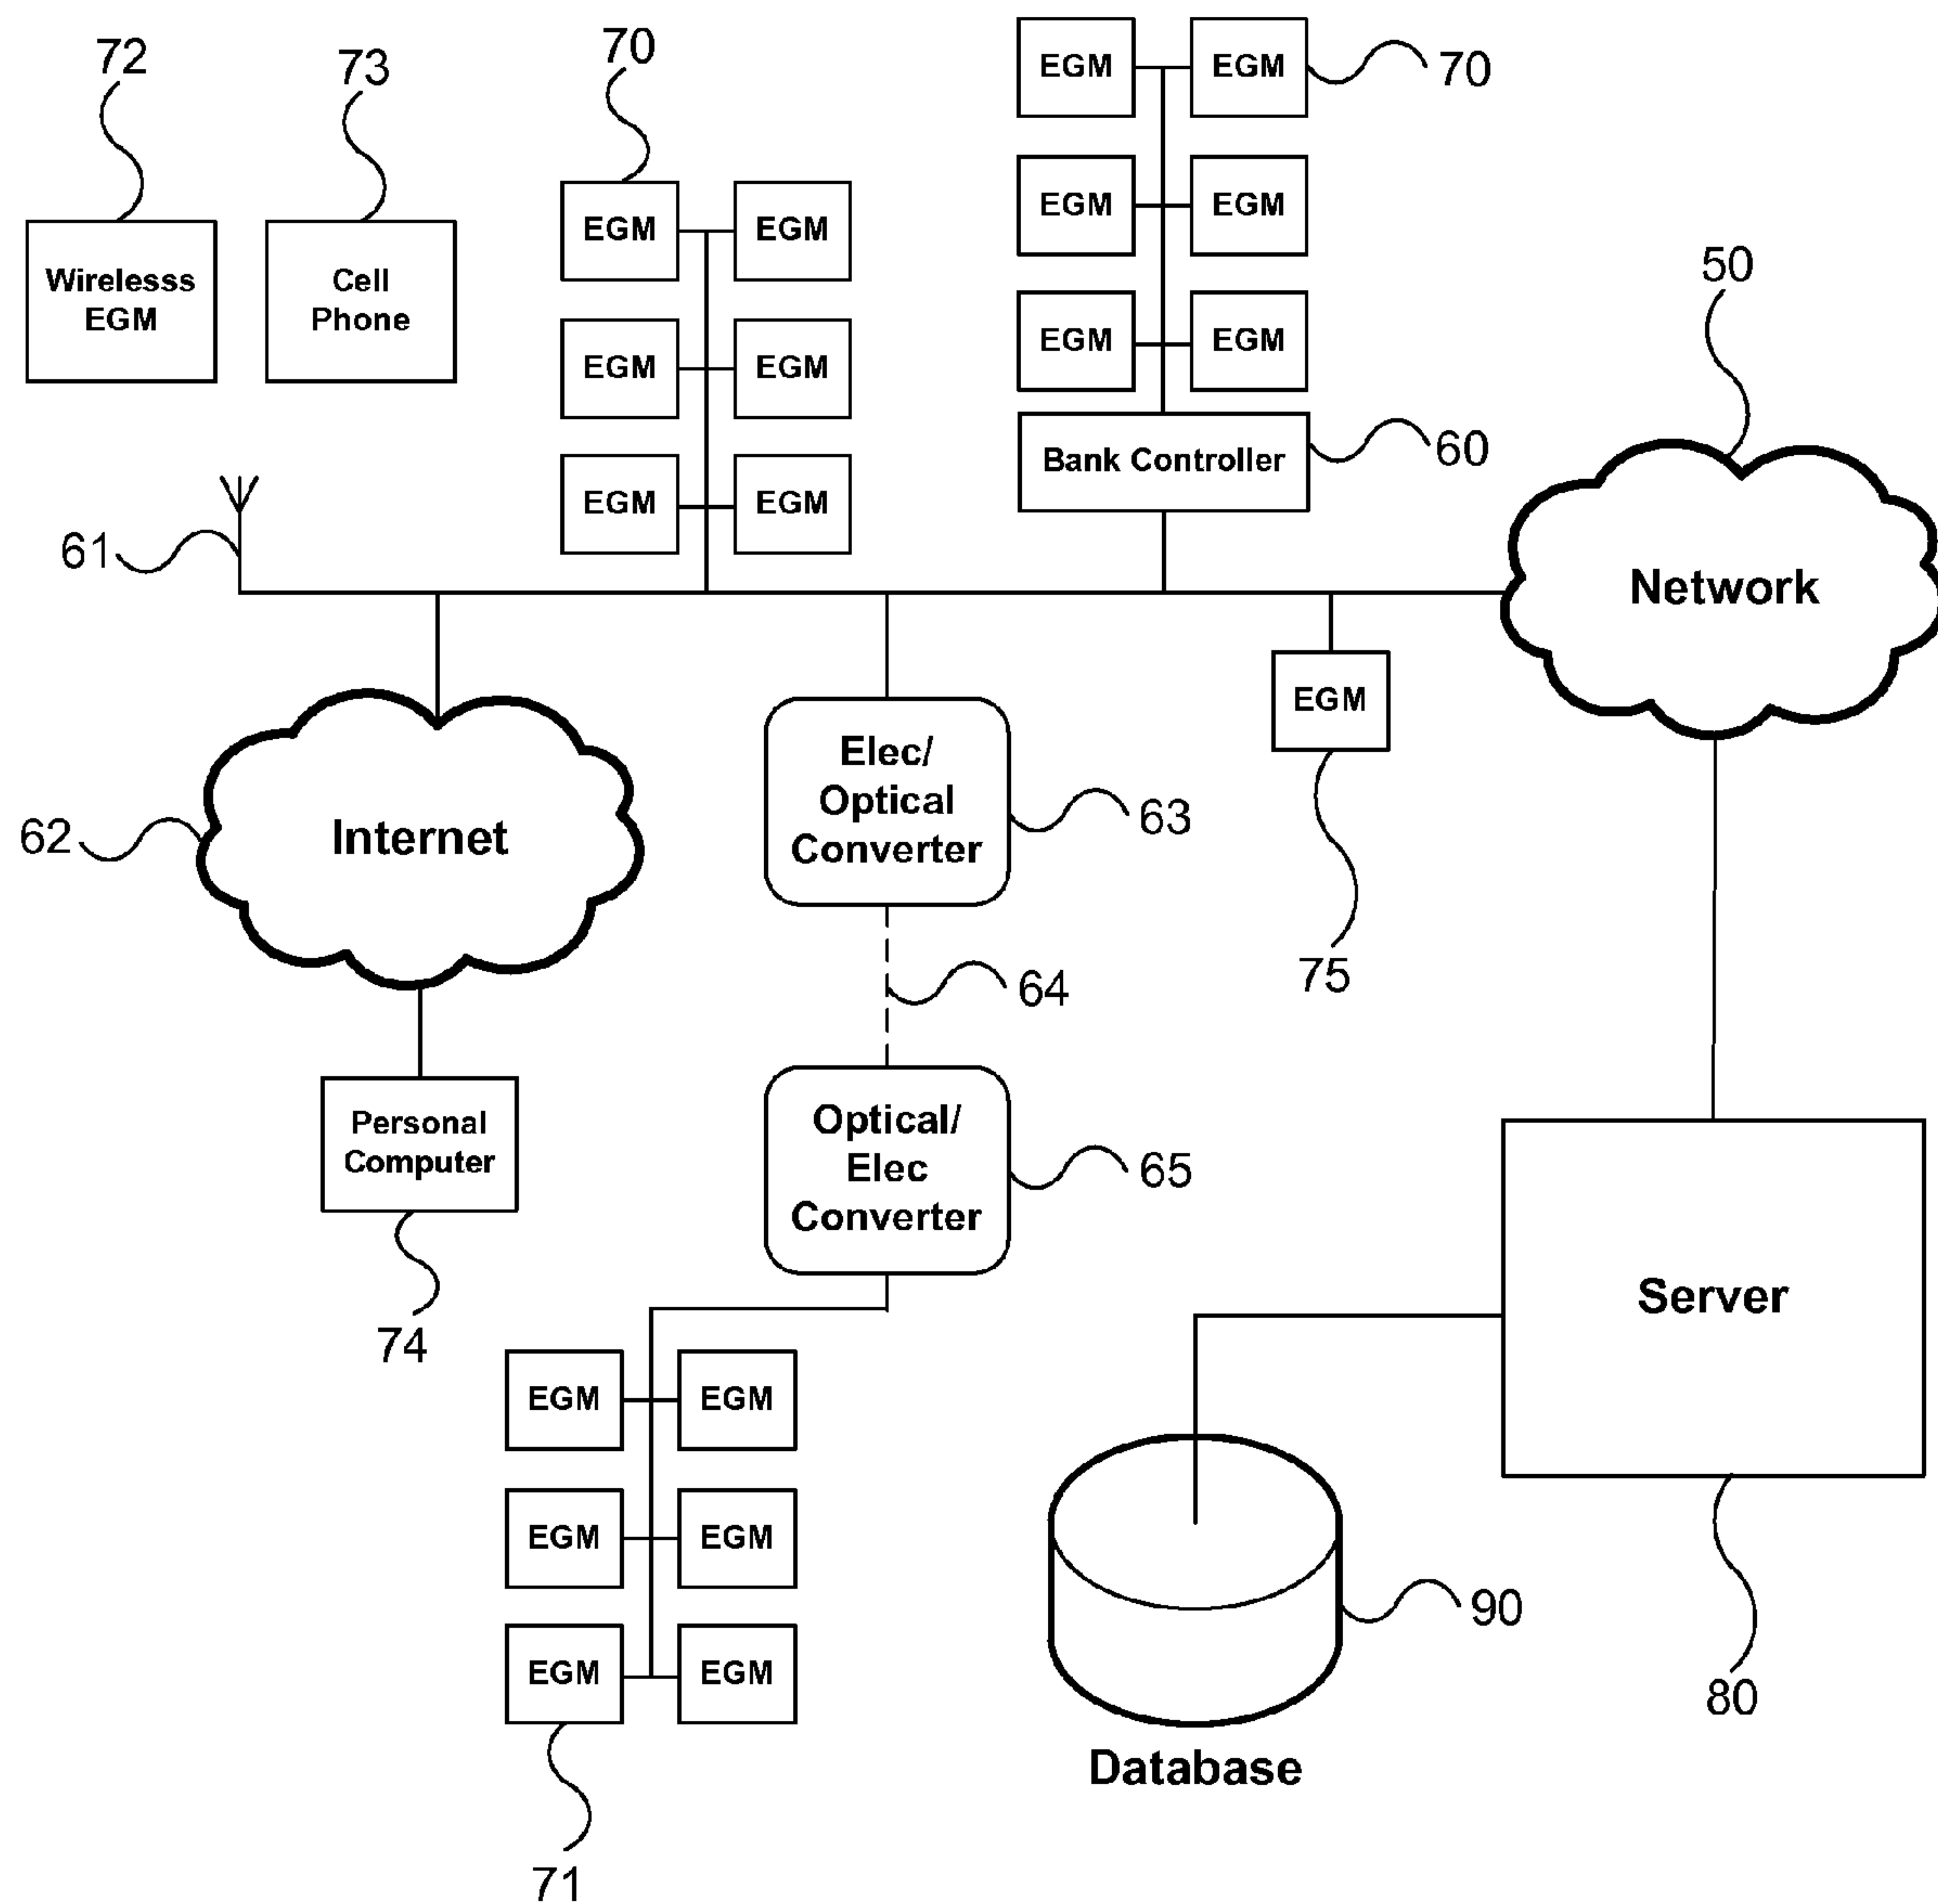 72
73
70
EGM EGM
70
Wirelesss
EGM
Cell
Phone
EGM EGM
EGM EGM
EGM EGM
EGM EGM
50
EGM EGM
Bank Controller
60
EGM EGM
61
Network
EGM
62
Internet
Elec/
Optical
Converter
63
75
64
Personal
Computer
Optical/
Elec
Converter
65
74
Server
EGM EGM
EGM EGM
EGM EGM
90
80
Database
71